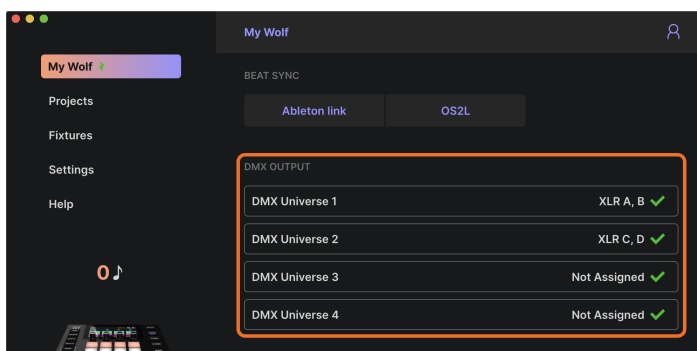 My Wolf
My Wolf
Projects
Fixtures
Settings
Help
0
BEAT SYNC
Ableton link
OS2L
DMX OUTPUT
DMX Universe 1 XLR A, B
DMX Universe 2 XLR C, D
DMX Universe 3 Not Assigned
DMX Universe 4 Not Assigned